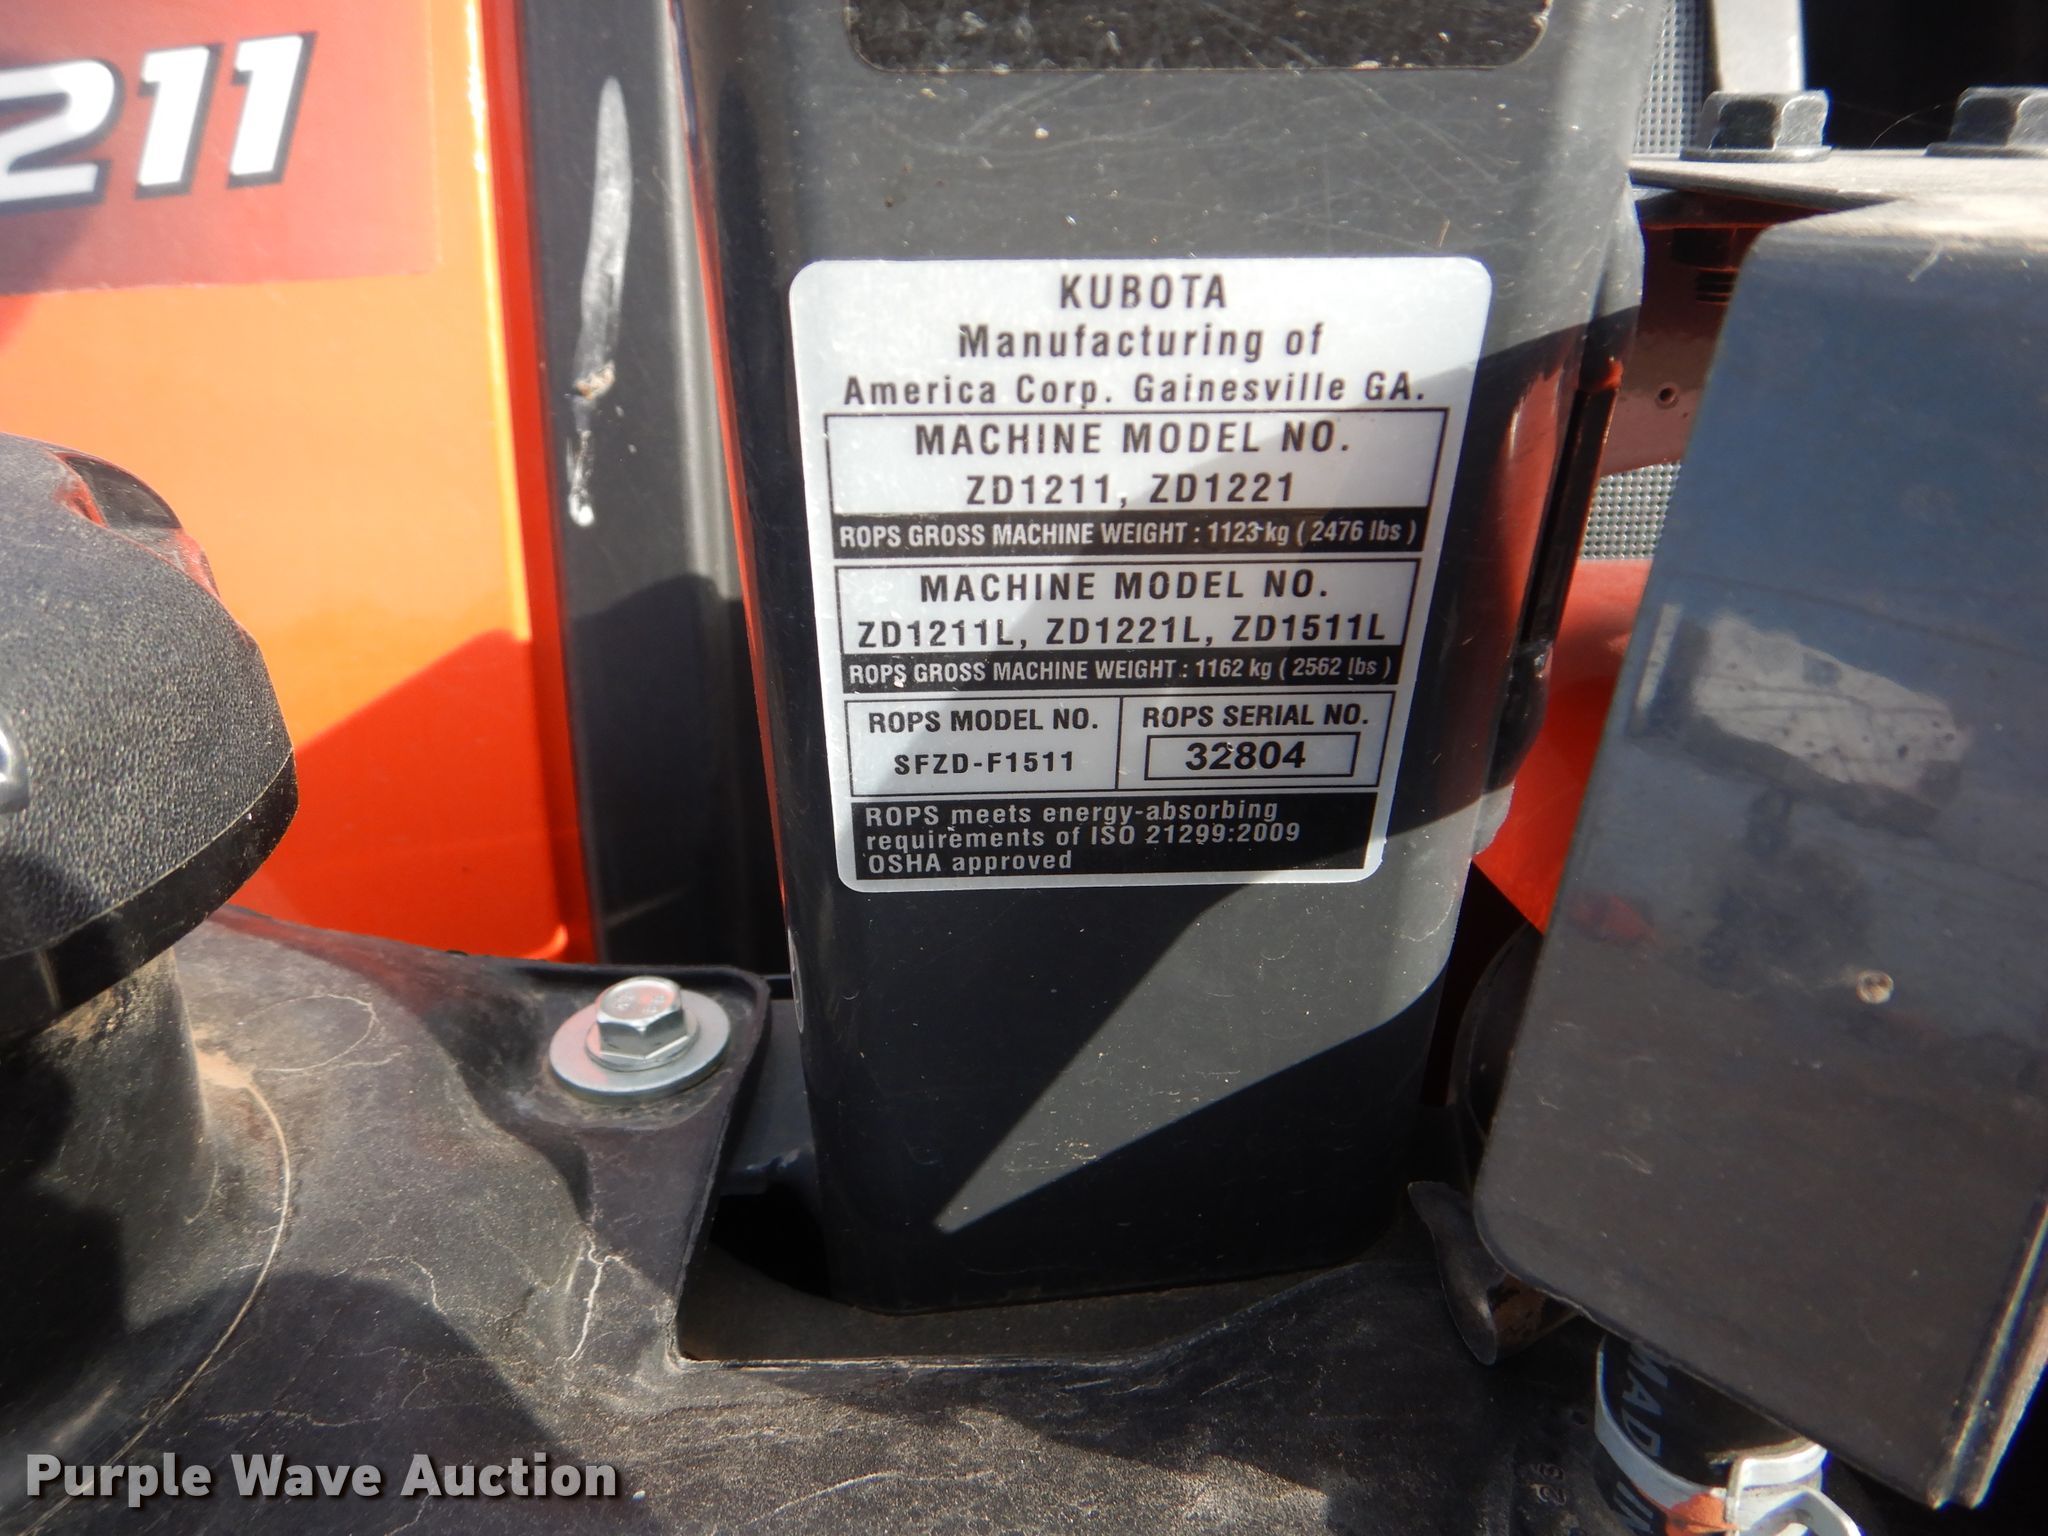 211
KUBOTA
Manufacturing of
America Corp. Gainesville GA.
MACHINE MODEL NO.
ZD1211, ZD1221
ROPS GROSS MACHINE WEIGHT : 1123 kg ( 2476 lbs )
MACHINE MODEL NO.
ZD1211L, ZD1221L, ZD1511L
ROPS GROSS MACHINE WEIGHT : 1162 kg ( 2562 lbs )
ROPS MODEL NO.
SFZD-F1511
ROPS SERIAL NO.
32804
ROPS meets energy-absorbing
requirements of ISO 21299:2009
OSHA approved
MAD
Purple Wave Auction